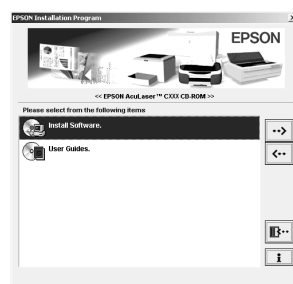 EPSON Installation Program
EPSON
<< EPSON AcuLaser™ CXXX CD-ROM >>
Please select from the following items
Install Software.
User Guides.